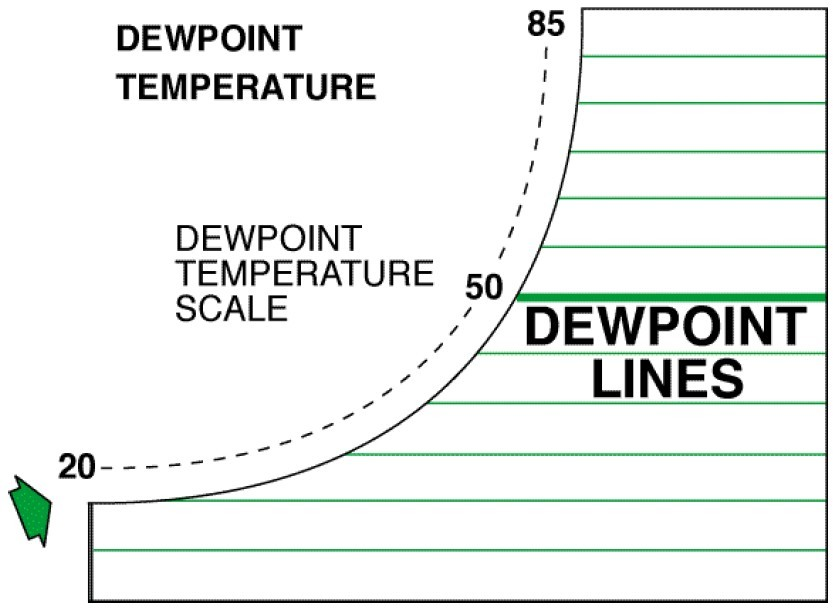 DEWPOINT
TEMPERATURE
85
DEWPOINT
TEMPERATURE
SCALE
50
DEWPOINT
LINES
20